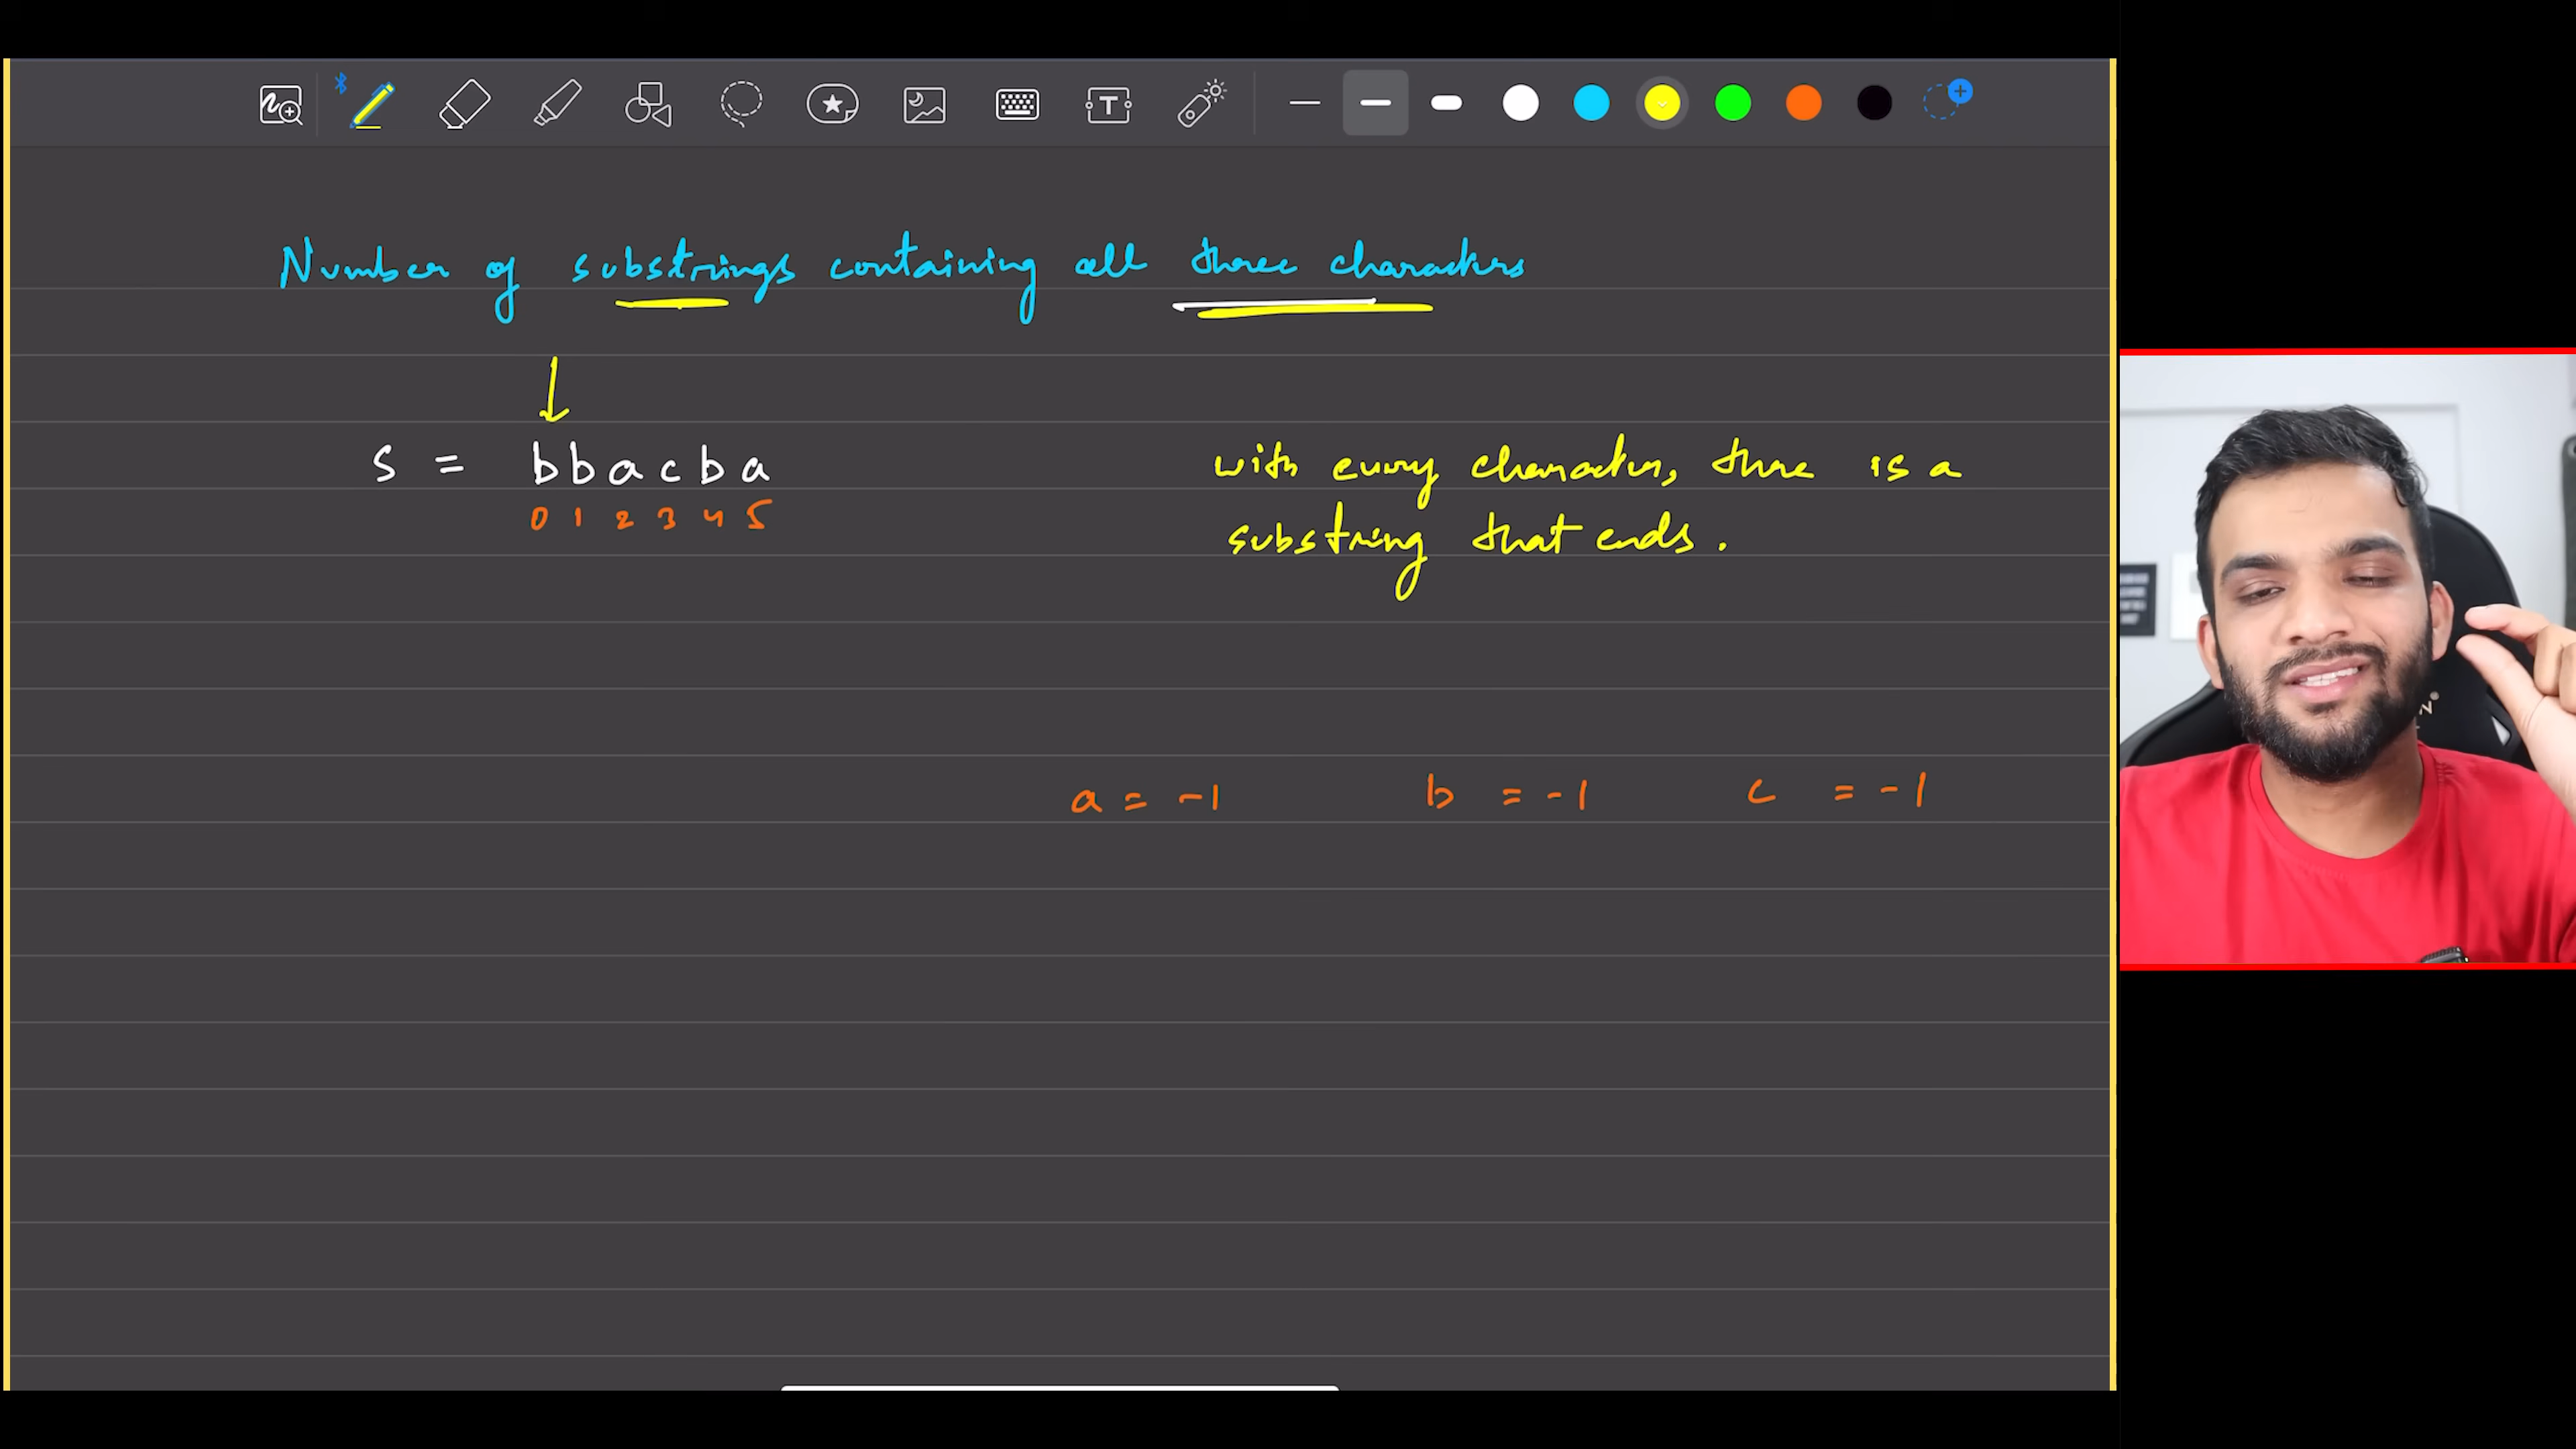 Number of substrings containing all three characters
s = bbacba
0 1 2 3 4 5
with every character, there is a
substring that ends.
a = -1 b = -1 c = -1